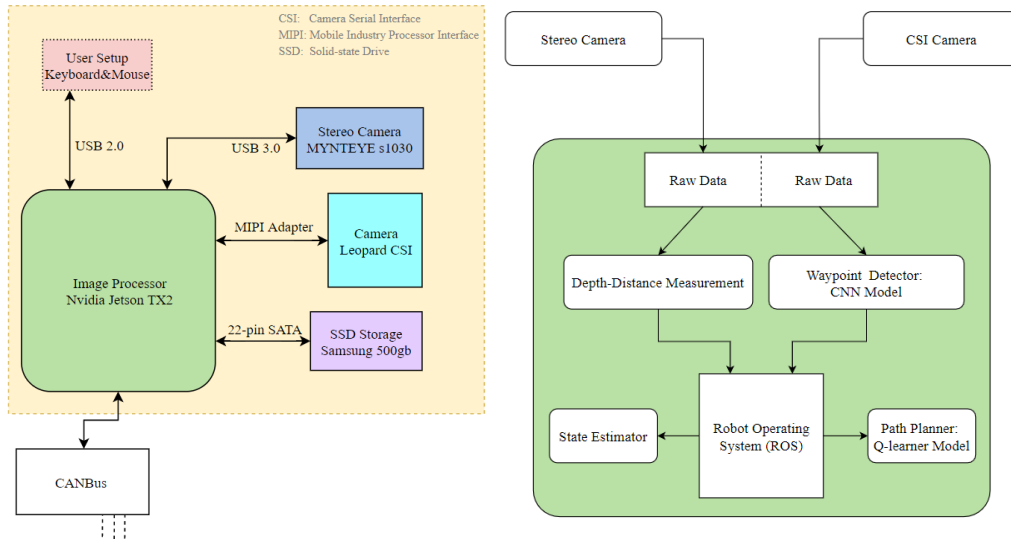 CSI: Camera Serial Interface
MIPI: Mobile Industry Processor Interface
SSD: Solid-state Drive
User Setup
Keyboard&Mouse
USB 2.0
USB 3.0
Stereo Camera
MYNTEYE s1030
MIPI Adapter
Camera
Leopard CSI
Image Processor
Nvidia Jetson TX2
22-pin SATA
SSD Storage
Samsung 500gb
CANBus
Stereo Camera
CSI Camera
Raw Data
Raw Data
Depth-Distance Measurement
Waypoint Detector:
CNN Model
Robot Operating
System (ROS)
State Estimator
Path Planner:
Q-learner Model